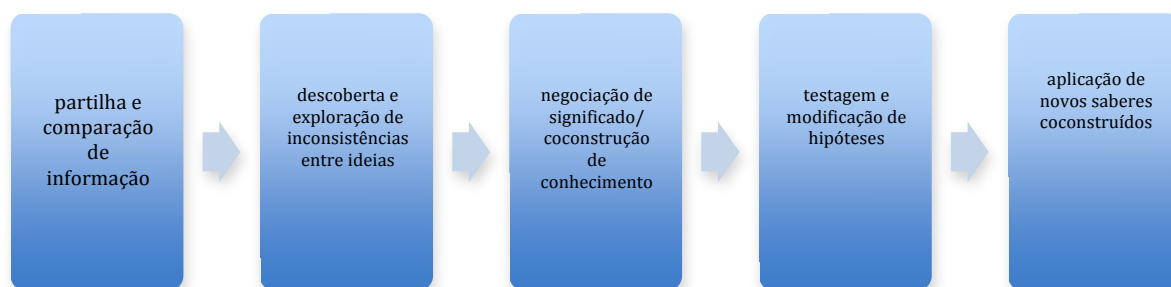 partilha e
comparação
de
informação
descoberta e
exploração de
inconsistências
entre ideias
negociação de
significado/
coconstrução
de
conhecimento
testagem e
modificação de
hipóteses
aplicação de
novos saberes
coconstruídos